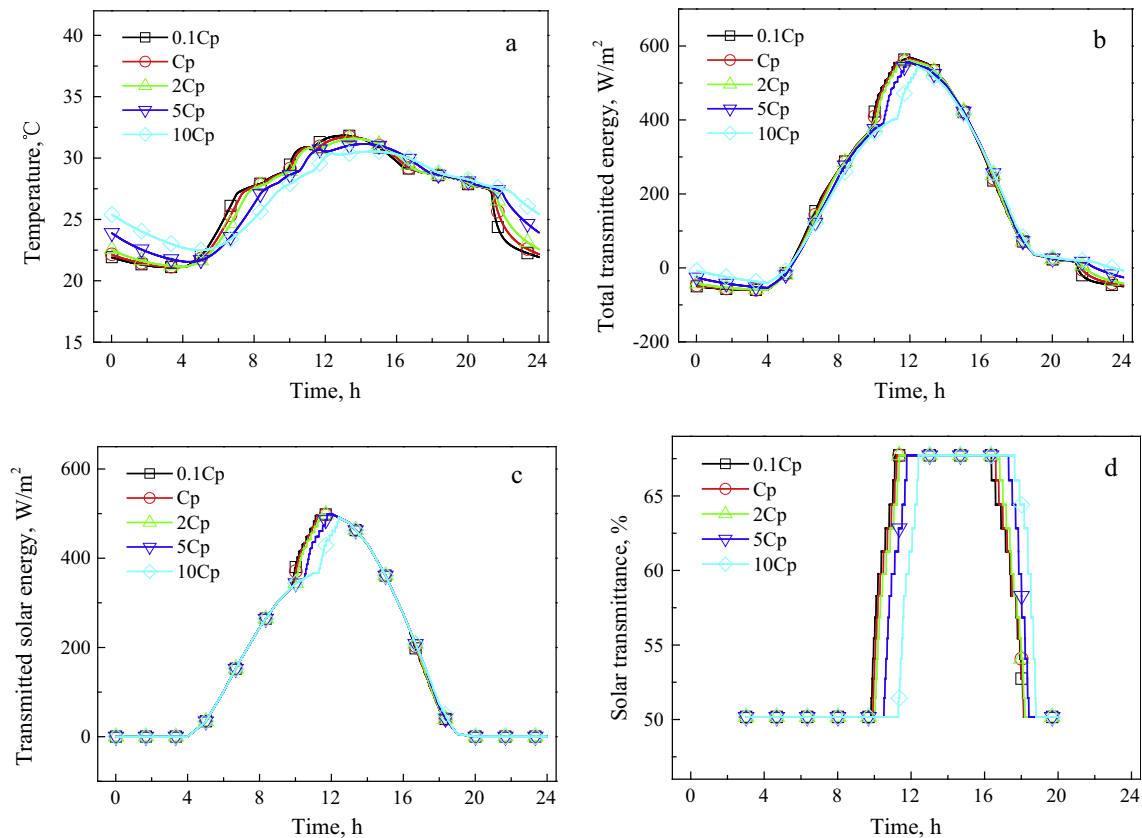 a
0.1Cp
Cp
2Cp
5Cp
10Cp
40
35
30
25
20
15
Temperature,℃
0 4 8 12 16 20 24
Time, h
b
0.1Cp
Cp
2Cp
5Cp
10Cp
600
400
200
0
-200
Total transmitted energy, W/m²
0 4 8 12 16 20 24
Time, h
c
0.1Cp
Cp
2Cp
5Cp
10Cp
600
400
200
0
Transmitted solar energy, W/m²
0 4 8 12 16 20 24
Time, h
d
0.1Cp
Cp
2Cp
5Cp
10Cp
65
60
55
50
Solar transmittance, %
0 4 8 12 16 20 24
Time, h